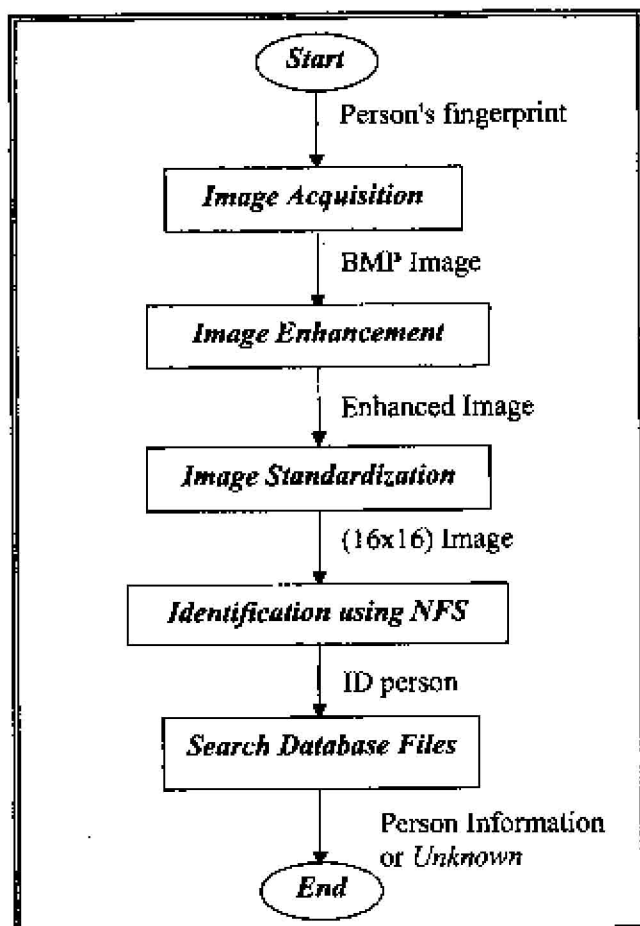 Start
Person's fingerprint
Image Acquisition
BMP Image
Image Enhancement
Enhanced Image
Image Standardization
(16x16) Image
Identification using NFS
ID person
Search Database Files
Person Information
or Unknown
End